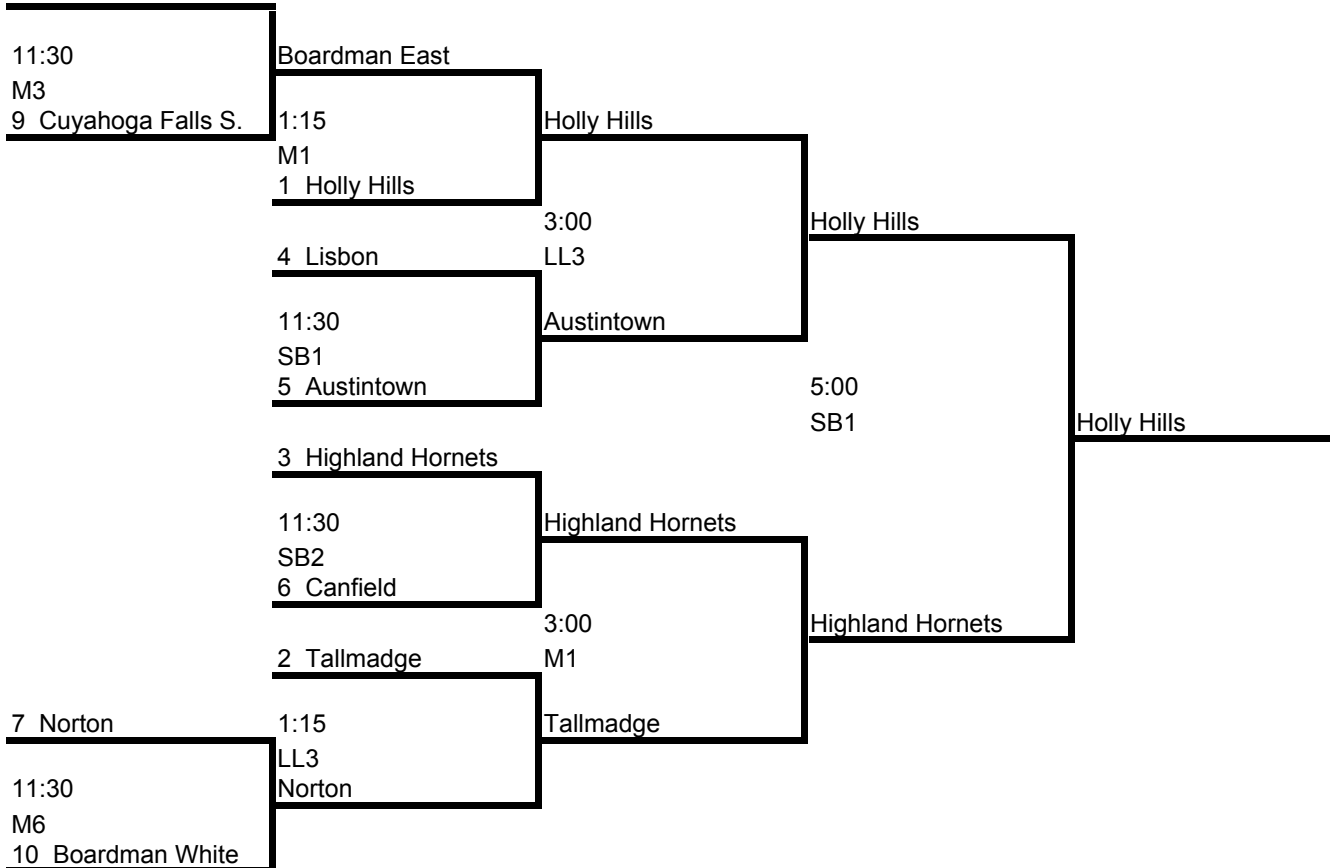 11:30
M3
9 Cuyahoga Falls S.
Boardman East
1:15
M1
1 Holly Hills
Holly Hills
3:00
LL3
4 Lisbon
11:30
SB1
5 Austintown
Austintown
Holly Hills
5:00
SB1
Holly Hills
3 Highland Hornets
11:30
SB2
6 Canfield
Highland Hornets
3:00
M1
Highland Hornets
2 Tallmadge
1:15
LL3
Norton
Tallmadge
7 Norton
11:30
M6
10 Boardman White